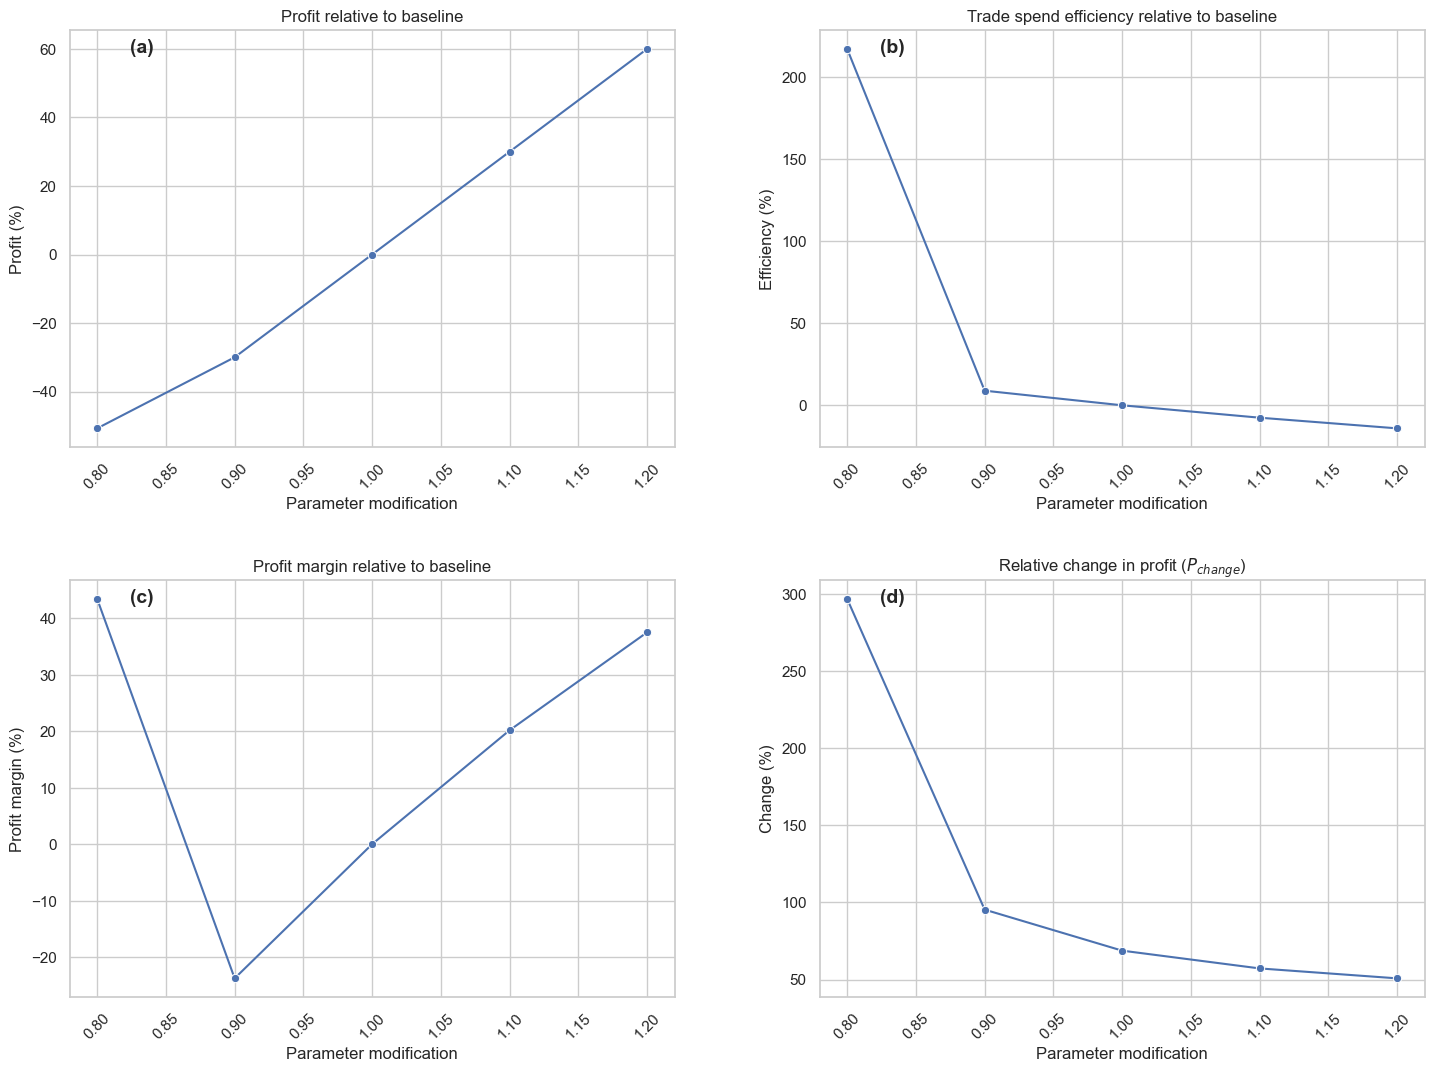 Profit relative to baseline
(a)
60
40
20
0
−20
−40
Profit (%)
0.80 0.85 0.90 0.95 1.00 1.05 1.10 1.15 1.20
Parameter modification
Trade spend efficiency relative to baseline
(b)
200
150
100
50
0
Efficiency (%)
0.80 0.85 0.90 0.95 1.00 1.05 1.10 1.15 1.20
Parameter modification
Profit margin relative to baseline
(c)
40
30
20
10
0
−10
−20
Profit margin (%)
0.80 0.85 0.90 0.95 1.00 1.05 1.10 1.15 1.20
Parameter modification
Relative change in profit (P_change)
(d)
300
250
200
150
100
50
Change (%)
0.80 0.85 0.90 0.95 1.00 1.05 1.10 1.15 1.20
Parameter modification